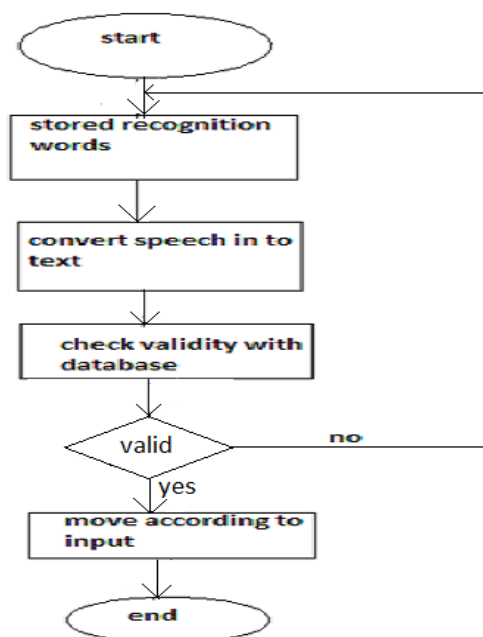 start
stored recognition
words
convert speech in to
text
check validity with
database
valid
no
yes
move according to
input
end